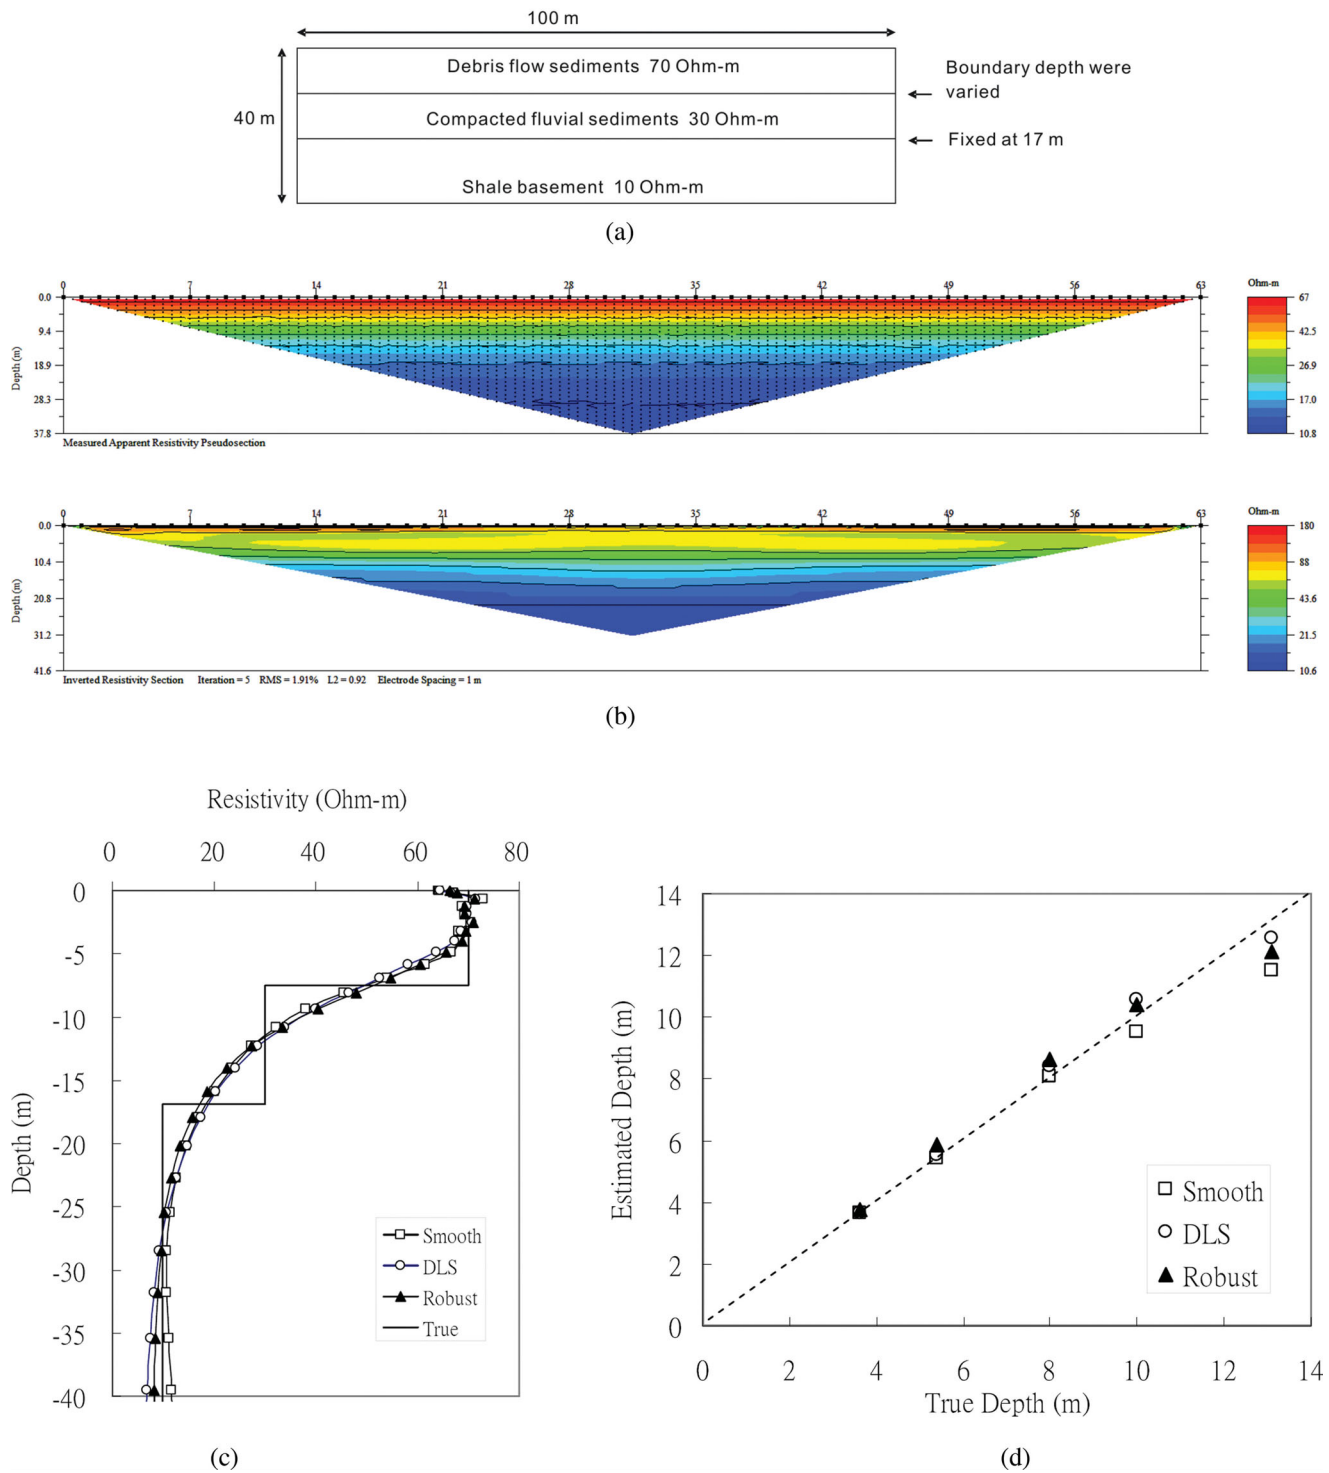 100 m
Debris flow sediments 70 Ohm-m
Boundary depth were
varied
40 m
Compacted fluvial sediments 30 Ohm-m
Fixed at 17 m
Shale basement 10 Ohm-m
(a)
0 7 14 21 28 35 42 49 56 63
Ohm-m
0.0
9.4
18.9
28.3
37.8
Depth (m)
67
42.5
26.9
17.0
10.8
Measured Apparent Resistivity Pseudosection
0 7 14 21 28 35 42 49 56 63
Ohm-m
0.0
10.4
20.8
31.2
41.6
Depth (m)
180
88
43.6
21.5
10.6
Inverted Resistivity Section Iteration = 5 RMS = 1.91% L2 = 0.92 Electrode Spacing = 1 m
(b)
Resistivity (Ohm-m)
0 20 40 60 80
0
-5
-10
-15
-20
-25
-30
-35
-40
Depth (m)
Smooth
DLS
Robust
True
(c)
14
12
10
8
6
4
2
0
Estimated Depth (m)
Smooth
DLS
Robust
0 2 4 6 8 10 12 14
True Depth (m)
(d)